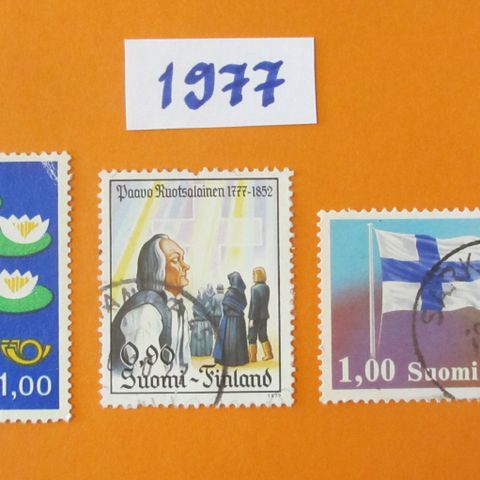 1977
Paavo Ruotsalainen 1777-1852
0.90
Suomi-Finland
1977
1,00
1,00 Suomi